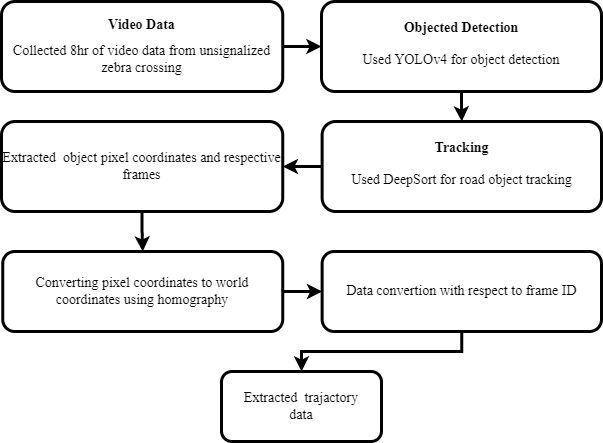 Video Data
Collected 8hr of video data from unsignalized
zebra crossing
Objected Detection
Used YOLOv4 for object detection
Tracking
Used DeepSort for road object tracking
Extracted object pixel coordinates and respective
frames
Converting pixel coordinates to world
coordinates using homography
Data convertion with respect to frame ID
Extracted trajactory
data